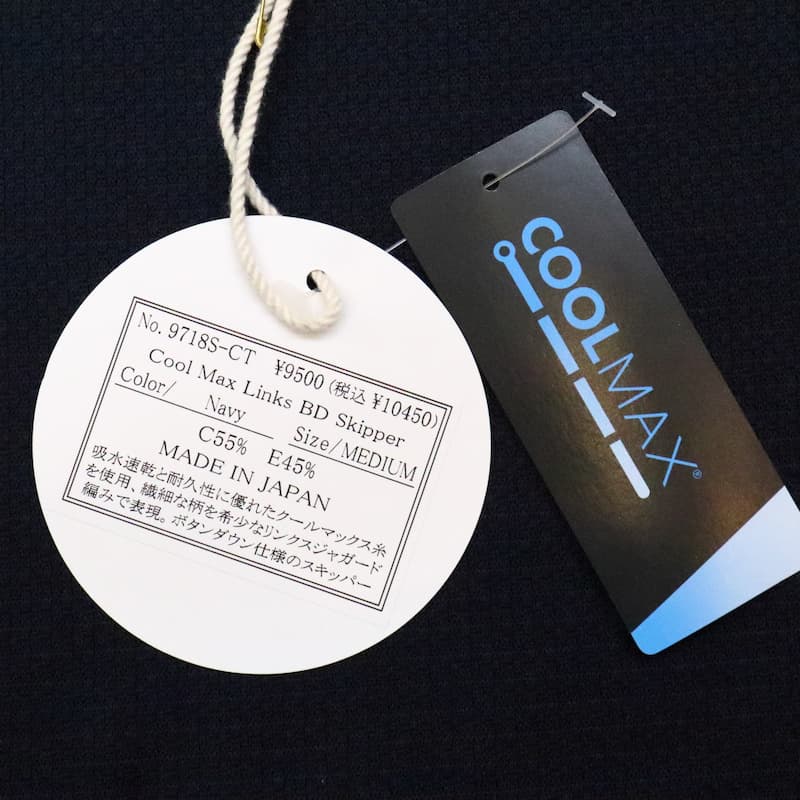 No. 9718S-CT ¥9500(税込 ¥10450)
Cool Max Links BD Skipper
Color/ Navy Size/MEDIUM
C55% E45%
MADE IN JAPAN
吸水速乾と耐久性に優れたクールマックス糸
を使用、繊細な柄を希少なリンクスジャガード
編みで表現。ボタンダウン仕様のスキッパー
COOLMAX®